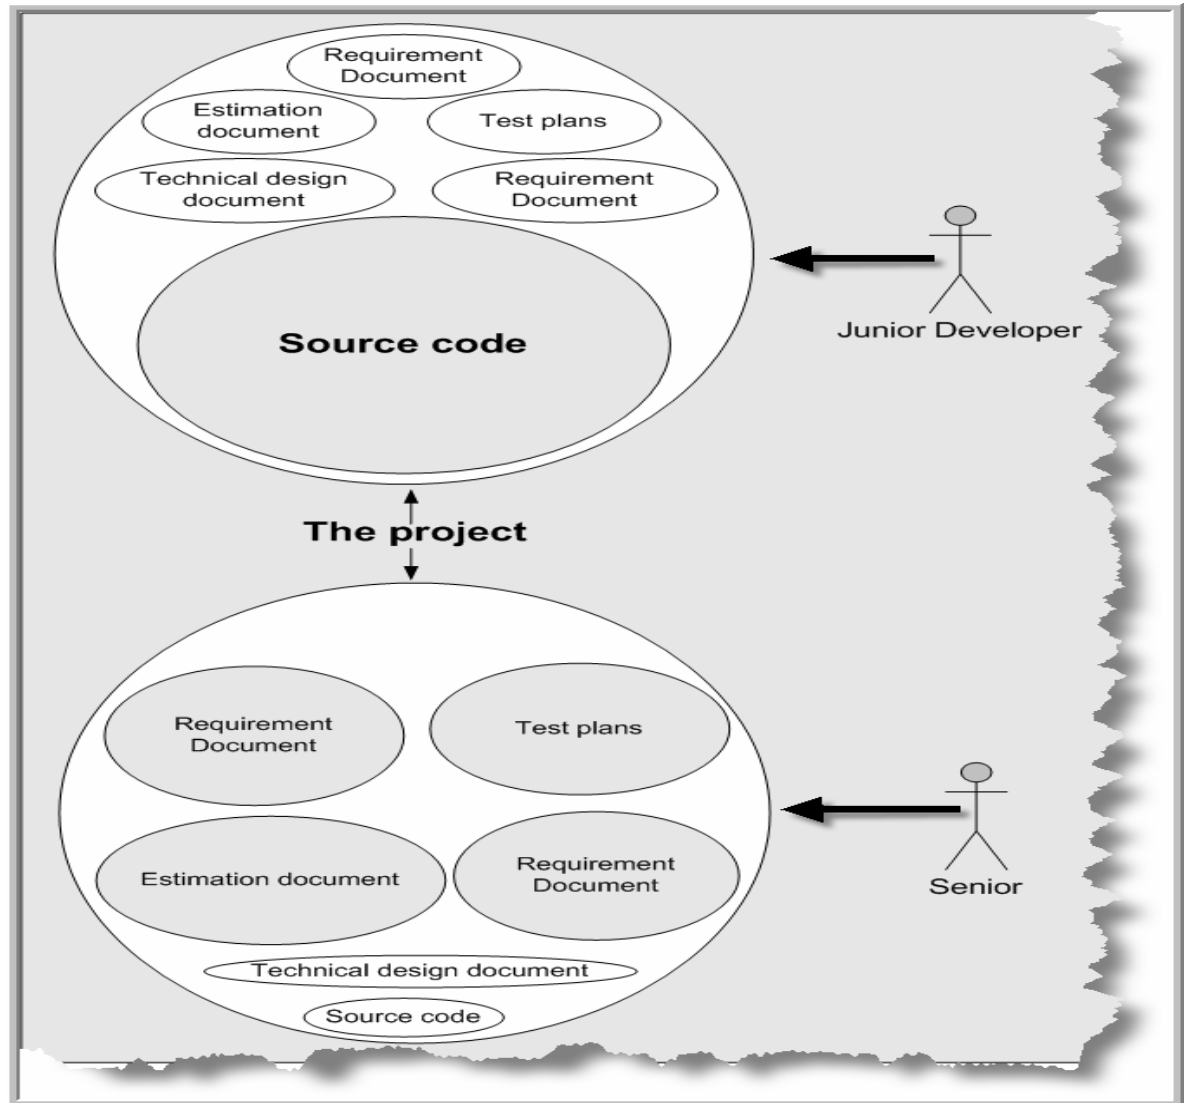 Requirement
Document
Estimation
document
Test plans
Technical design
document
Requirement
Document
Source code
Junior Developer
The project
Requirement
Document
Test plans
Estimation document
Requirement
Document
Senior
Technical design document
Source code